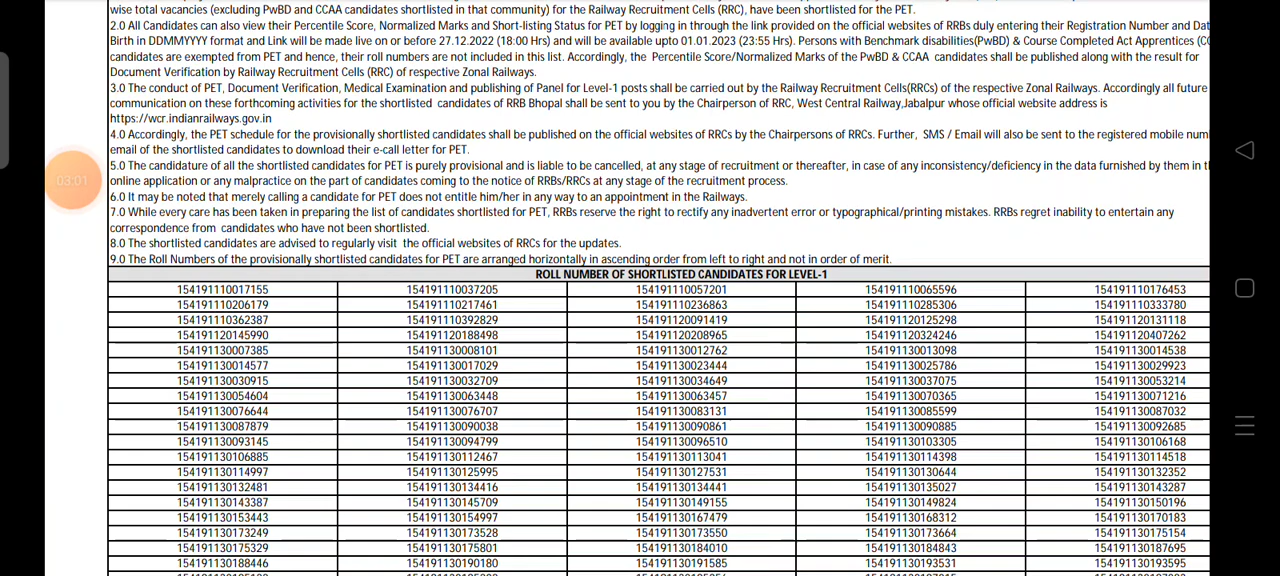 wise total vacancies (excluding PwBD and CCAA candidates shortlisted in that community) for the Railway Recruitment Cells (RRC), have been shortlisted for the PET.
2.0 All Candidates can also view their Percentile Score, Normalized Marks and Short-listing Status for PET by logging in through the link provided on the official websites of RRBs duly entering their Registration Number and Dat
Birth in DDMMYYYY format and Link will be made live on or before 27.12.2022 (18:00 Hrs) and will be available upto 01.01.2023 (23:55 Hrs). Persons with Benchmark disabilities(PwBD) & Course Completed Act Apprentices (CC
candidates are exempted from PET and hence, their roll numbers are not included in this list. Accordingly, the Percentile Score/Normalized Marks of the PwBD & CCAA candidates shall be published along with the result for
Document Verification by Railway Recruitment Cells (RRC) of respective Zonal Railways.
3.0 The conduct of PET, Document Verification, Medical Examination and publishing of Panel for Level-1 posts shall be carried out by the Railway Recruitment Cells(RRCs) of the respective Zonal Railways. Accordingly all future
communication on these forthcoming activities for the shortlisted candidates of RRB Bhopal shall be sent to you by the Chairperson of RRC, West Central Railway,Jabalpur whose official website address is
https://wcr.indianrailways.gov.in
4.0 Accordingly, the PET schedule for the provisionally shortlisted candidates shall be published on the official websites of RRCs by the Chairpersons of RRCs. Further, SMS / Email will also be sent to the registered mobile num
email of the shortlisted candidates to download their e-call letter for PET.
03:01
5.0 The candidature of all the shortlisted candidates for PET is purely provisional and is liable to be cancelled, at any stage of recruitment or thereafter, in case of any inconsistency/deficiency in the data furnished by them in t
online application or any malpractice on the part of candidates coming to the notice of RRBs/RRCs at any stage of the recruitment process.
6.0 It may be noted that merely calling a candidate for PET does not entitle him/her in any way to an appointment in the Railways.
7.0 While every care has been taken in preparing the list of candidates shortlisted for PET, RRBs reserve the right to rectify any inadvertent error or typographical/printing mistakes. RRBs regret inability to entertain any
correspondence from candidates who have not been shortlisted.
8.0 The shortlisted candidates are advised to regularly visit the official websites of RRCs for the updates.
9.0 The Roll Numbers of the provisionally shortlisted candidates for PET are arranged horizontally in ascending order from left to right and not in order of merit.
ROLL NUMBER OF SHORTLISTED CANDIDATES FOR LEVEL-1
154191110017155 154191110037205 154191110057201 154191110065596 154191110176453
154191110206179 154191110217461 154191110236863 154191110285306 154191110333780
154191110362387 154191110392829 154191120091419 154191120125298 154191120131118
154191120145990 154191120188498 154191120208965 154191120324246 154191120407262
154191130007385 154191130008101 154191130012762 154191130013098 154191130014538
154191130014577 154191130017029 154191130023444 154191130025786 154191130029923
154191130030915 154191130032709 154191130034649 154191130037075 154191130053214
154191130054604 154191130063448 154191130063457 154191130070365 154191130071216
154191130076644 154191130076707 154191130083131 154191130085599 154191130087032
154191130087879 154191130090038 154191130090861 154191130090885 154191130092685
154191130093145 154191130094799 154191130096510 154191130103305 154191130106168
154191130106885 154191130112467 154191130113041 154191130114398 154191130114518
154191130114997 154191130125995 154191130127531 154191130130644 154191130132352
154191130132481 154191130134416 154191130134441 154191130135027 154191130143287
154191130143387 154191130145709 154191130149155 154191130149824 154191130150196
154191130153443 154191130154997 154191130167479 154191130168312 154191130170183
154191130173249 154191130173528 154191130173550 154191130173664 154191130175154
154191130175329 154191130175801 154191130184010 154191130184843 154191130187695
154191130188446 154191130190180 154191130191585 154191130193531 154191130193595